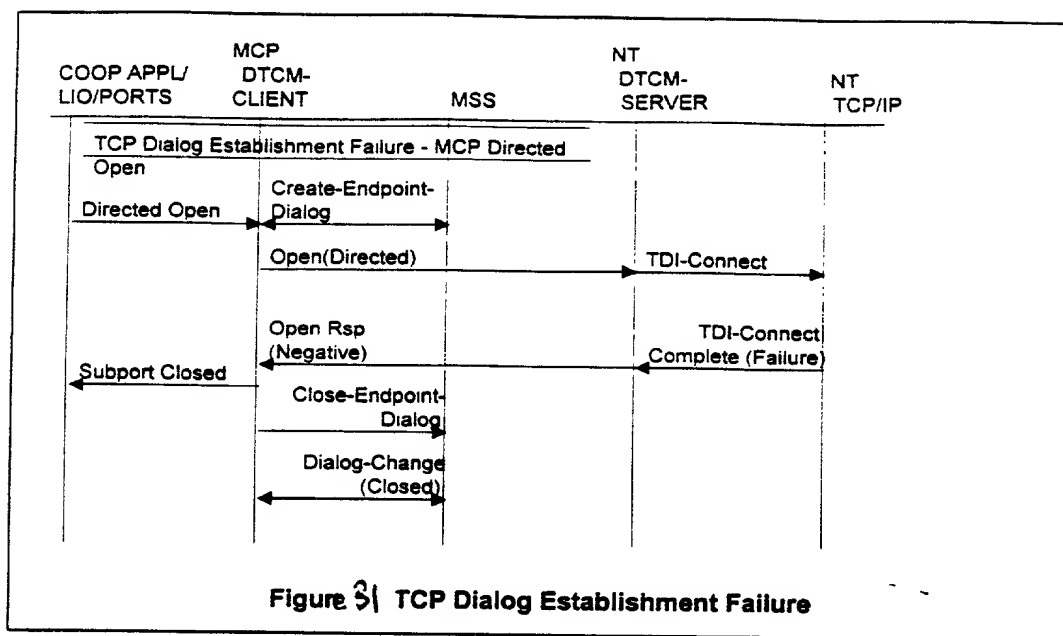 COOP APPL/
LIO/PORTS
MCP
DTCM-
CLIENT
MSS
NT
DTCM-
SERVER
NT
TCP/IP
TCP Dialog Establishment Failure - MCP Directed
Open
Directed Open
Create-Endpoint-
Dialog
Open(Directed)
TDI-Connect
Open Rsp
(Negative)
TDI-Connect
Complete (Failure)
Subport Closed
Close-Endpoint-
Dialog
Dialog-Change
(Closed)
Figure 31 TCP Dialog Establishment Failure